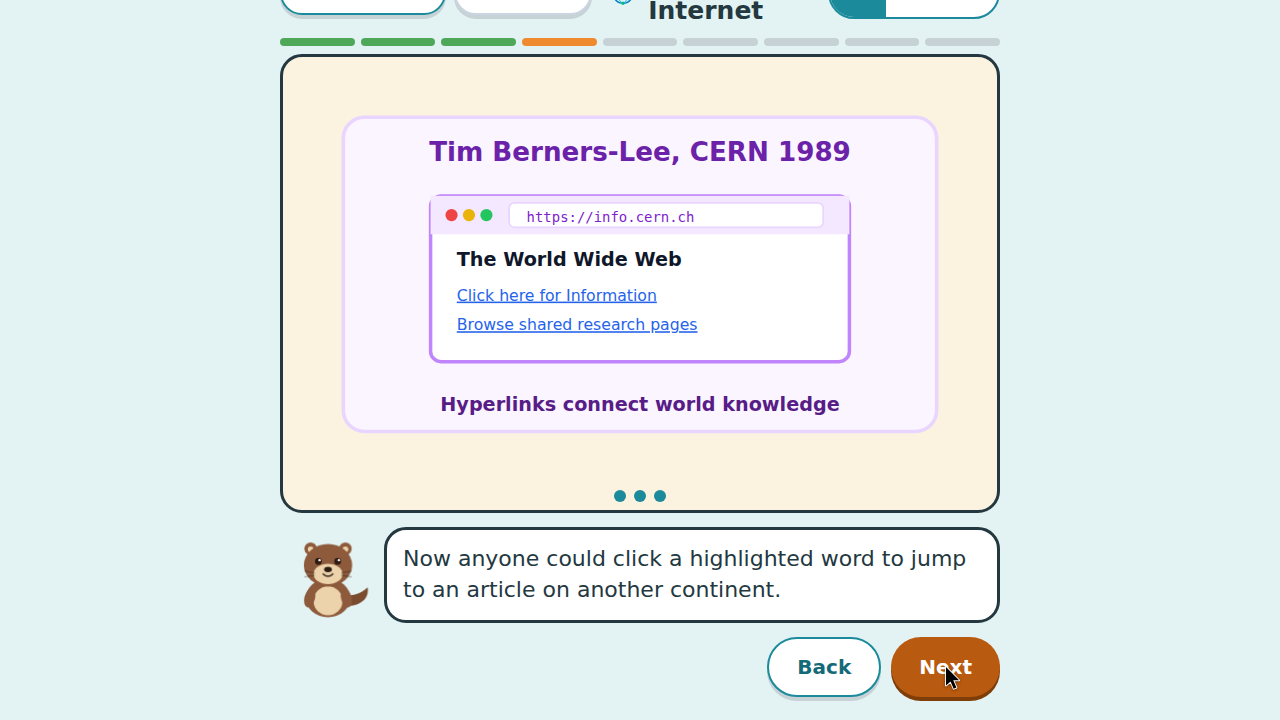 Internet
Tim Berners-Lee, CERN 1989
https://info.cern.ch
The World Wide Web
Click here for Information
Browse shared research pages
Hyperlinks connect world knowledge
Now anyone could click a highlighted word to jump
to an article on another continent.
Back
Next